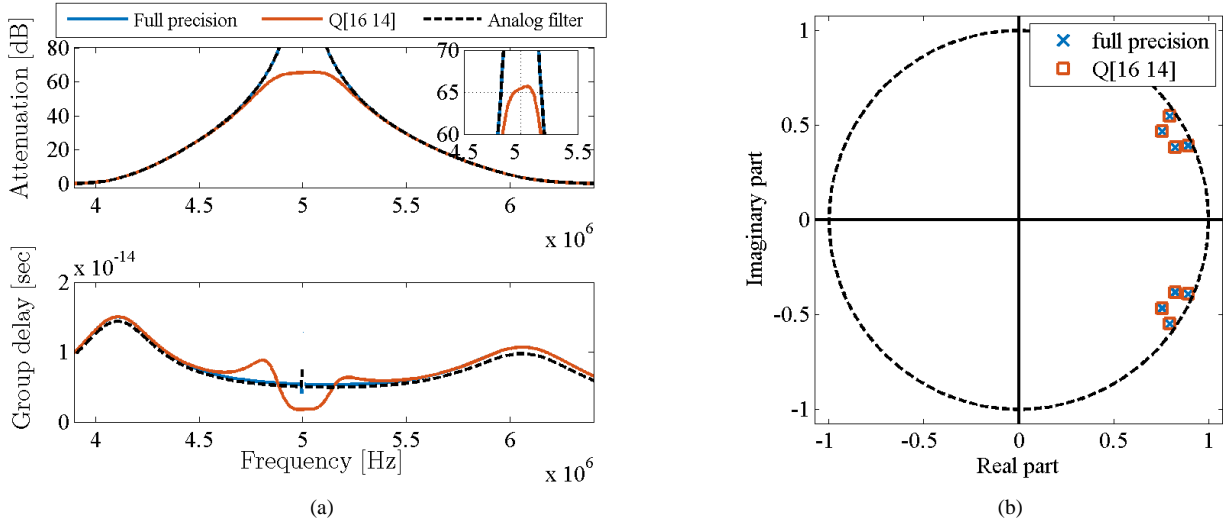 Full precision Q[16 14] Analog filter
Attenuation [dB]
80
60
40
20
0
70
65
60
4.5 5 5.5
4 4.5 5 5.5 6
x 10^6
Group delay [sec]
x 10^-14
2
1
0
4 4.5 5 5.5 6
Frequency [Hz]
x 10^6
(a)
full precision
Q[16 14]
Imaginary part
1
0.5
0
-0.5
-1
-1 -0.5 0 0.5 1
Real part
(b)